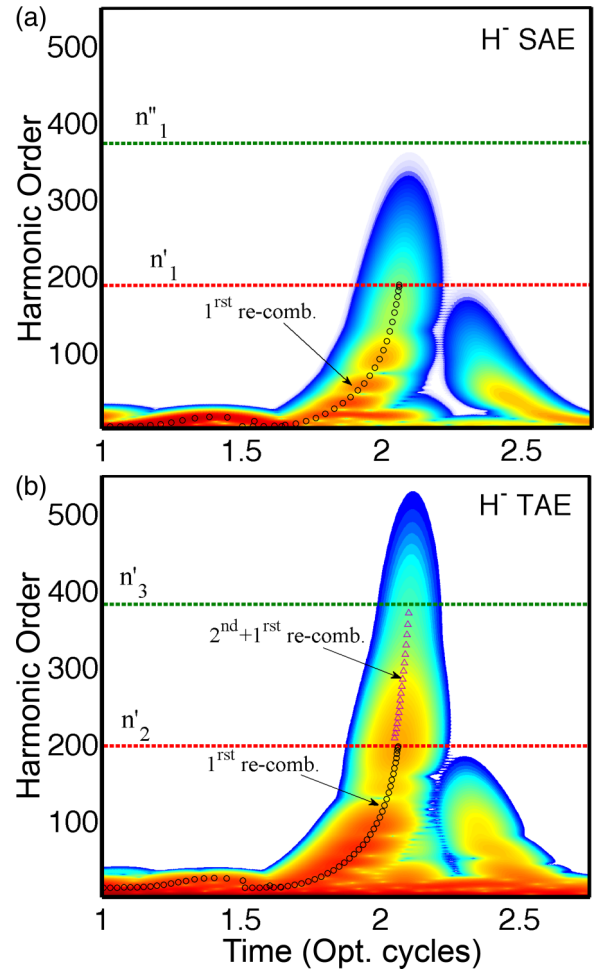 (a)
H⁻ SAE
500
400
300
200
100
Harmonic Order
n''₁
n'₁
1ʳˢᵗ re-comb.
1
1.5
2
2.5
(b)
H⁻ TAE
500
400
300
200
100
Harmonic Order
n'₃
2ⁿᵈ+1ʳˢᵗ re-comb.
n'₂
1ʳˢᵗ re-comb.
1
1.5
2
2.5
Time (Opt. cycles)